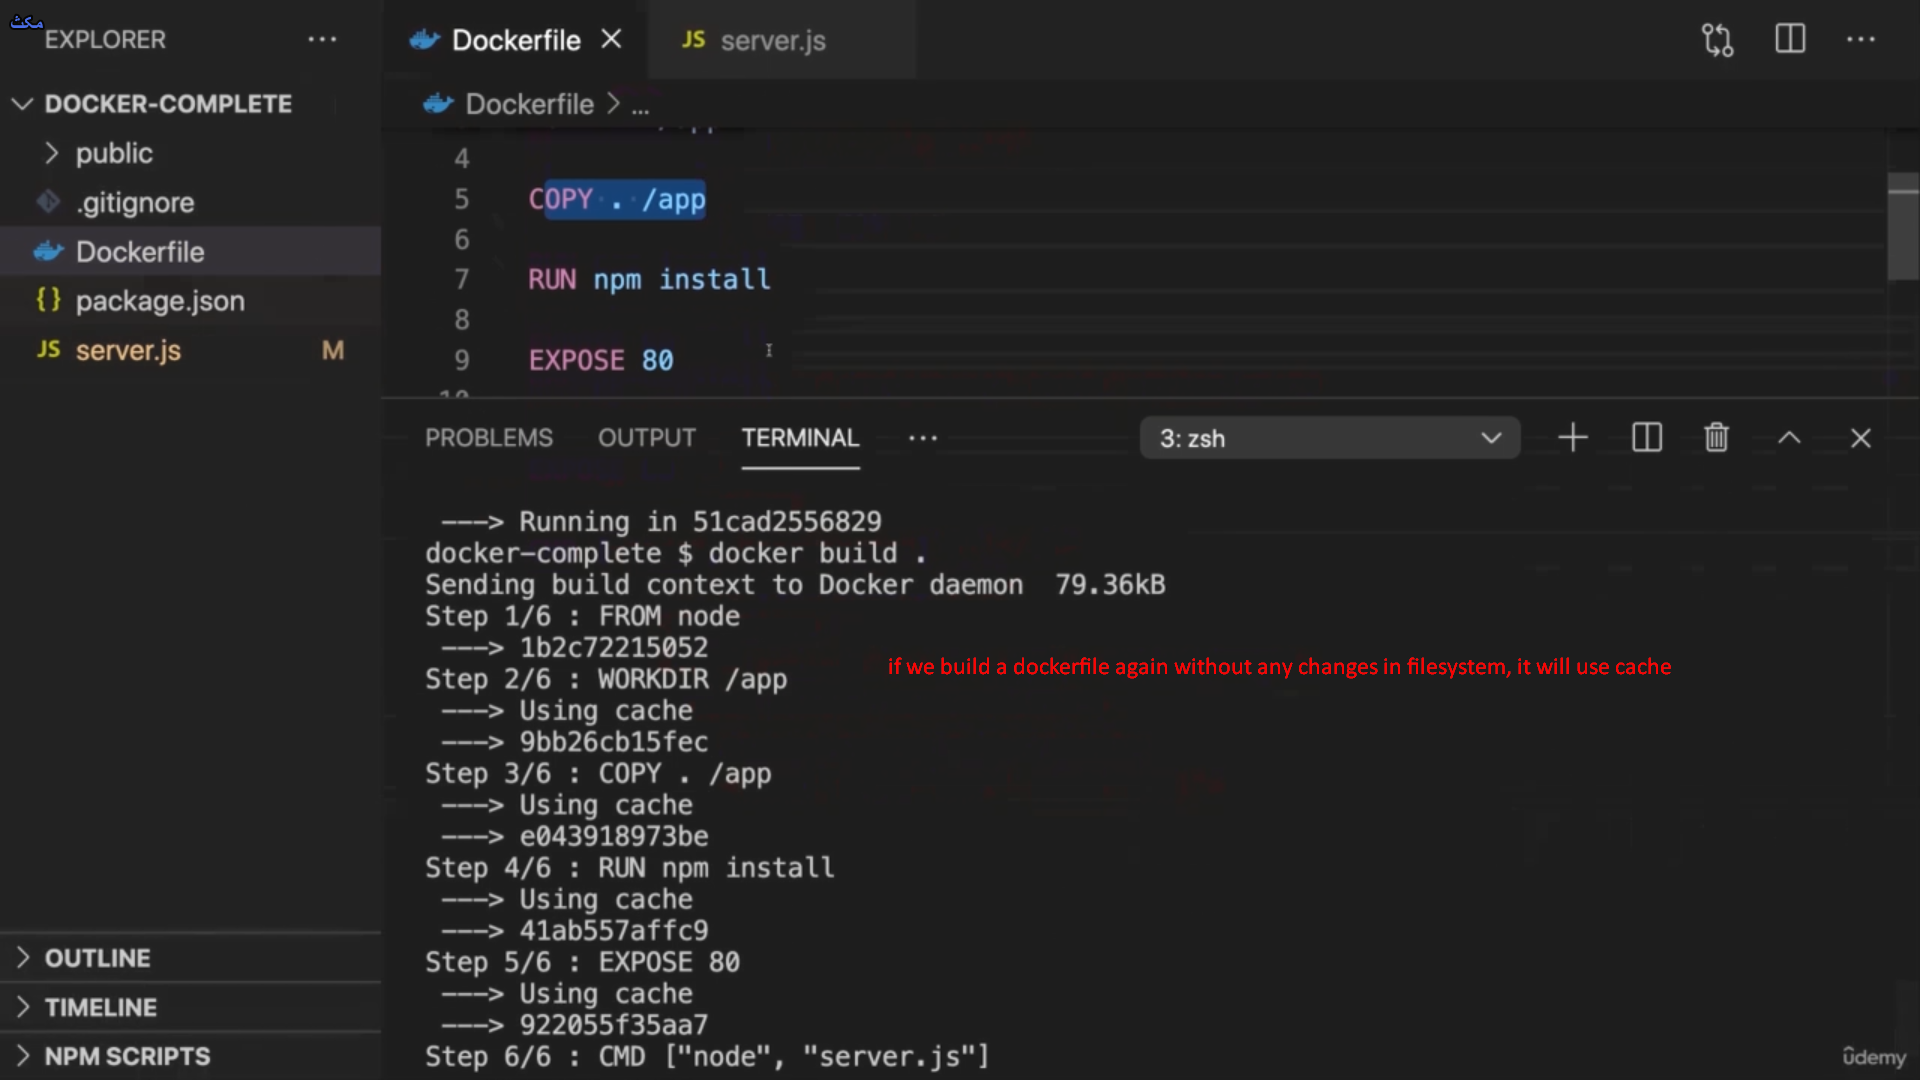 مكث
EXPLORER
DOCKER-COMPLETE
public
.gitignore
Dockerfile
package.json
JS server.js M
OUTLINE
TIMELINE
NPM SCRIPTS
Dockerfile
JS server.js
Dockerfile > ...
4
5 COPY . /app
6
7 RUN npm install
8
9 EXPOSE 80
10
PROBLEMS OUTPUT TERMINAL ... 3: zsh
---> Running in 51cad2556829
docker-complete $ docker build .
Sending build context to Docker daemon 79.36kB
Step 1/6 : FROM node
---> 1b2c72215052
if we build a dockerfile again without any changes in filesystem, it will use cache
Step 2/6 : WORKDIR /app
---> Using cache
---> 9bb26cb15fec
Step 3/6 : COPY . /app
---> Using cache
---> e043918973be
Step 4/6 : RUN npm install
---> Using cache
---> 41ab557affc9
Step 5/6 : EXPOSE 80
---> Using cache
---> 922055f35aa7
Step 6/6 : CMD ["node", "server.js"]
ûdemy